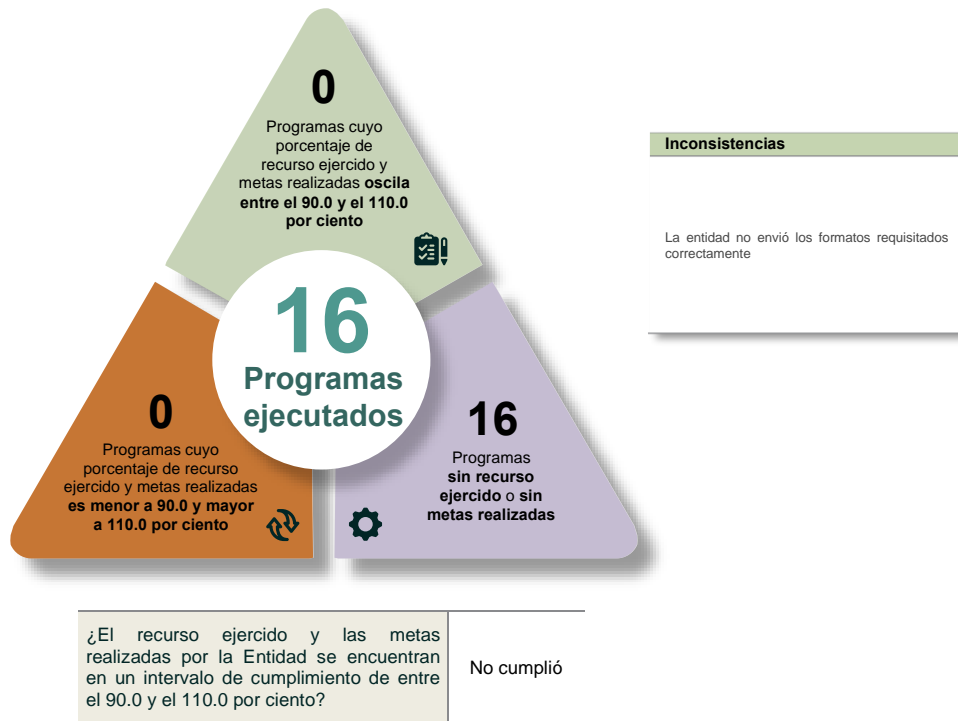 0
Programas cuyo
porcentaje de
recurso ejercido y
metas realizadas oscila
entre el 90.0 y el 110.0
por ciento
Inconsistencias
La entidad no envió los formatos requisitados
correctamente
16
Programas
ejecutados
0
Programas cuyo
porcentaje de recurso
ejercido y metas realizadas
es menor a 90.0 y mayor
a 110.0 por ciento
16
Programas
sin recurso
ejercido o sin
metas realizadas
¿El recurso ejercido y las metas
realizadas por la Entidad se encuentran
en un intervalo de cumplimiento de entre
el 90.0 y el 110.0 por ciento?
No cumplió